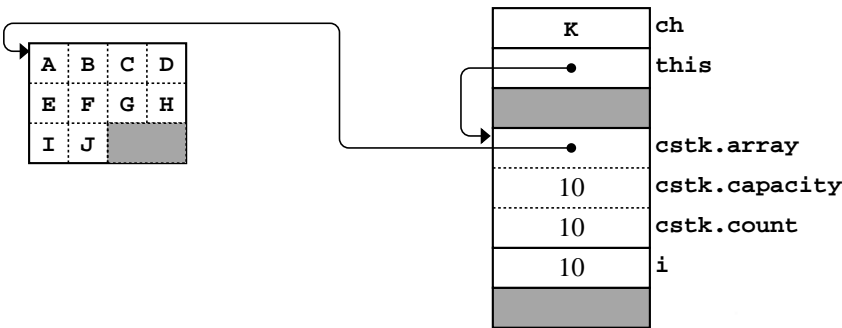 K ch
this
A B C D
E F G H
I J
cstk.array
10 cstk.capacity
10 cstk.count
10 i